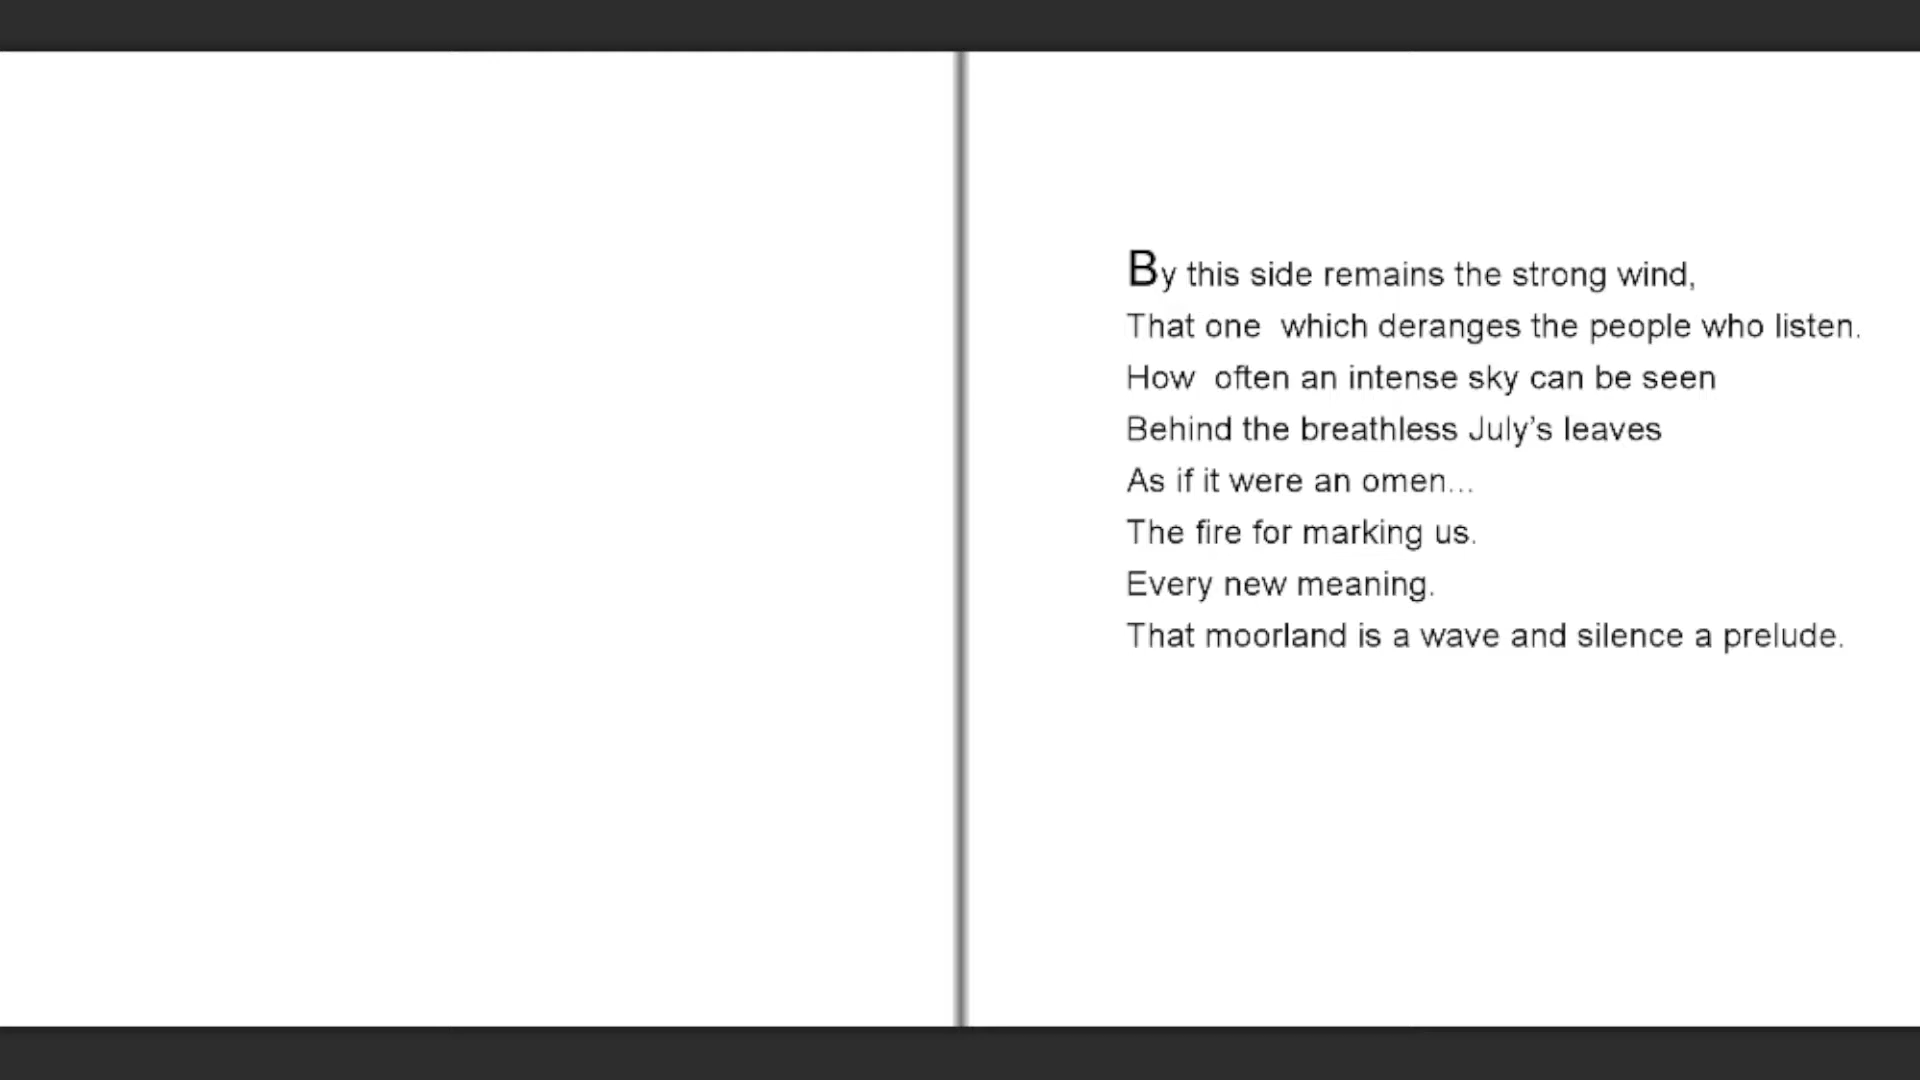 By this side remains the strong wind,
That one  which deranges the people who listen.
How  often an intense sky can be seen
Behind the breathless July’s leaves
As if it were an omen...
The fire for marking us.
Every new meaning.
That moorland is a wave and silence a prelude.